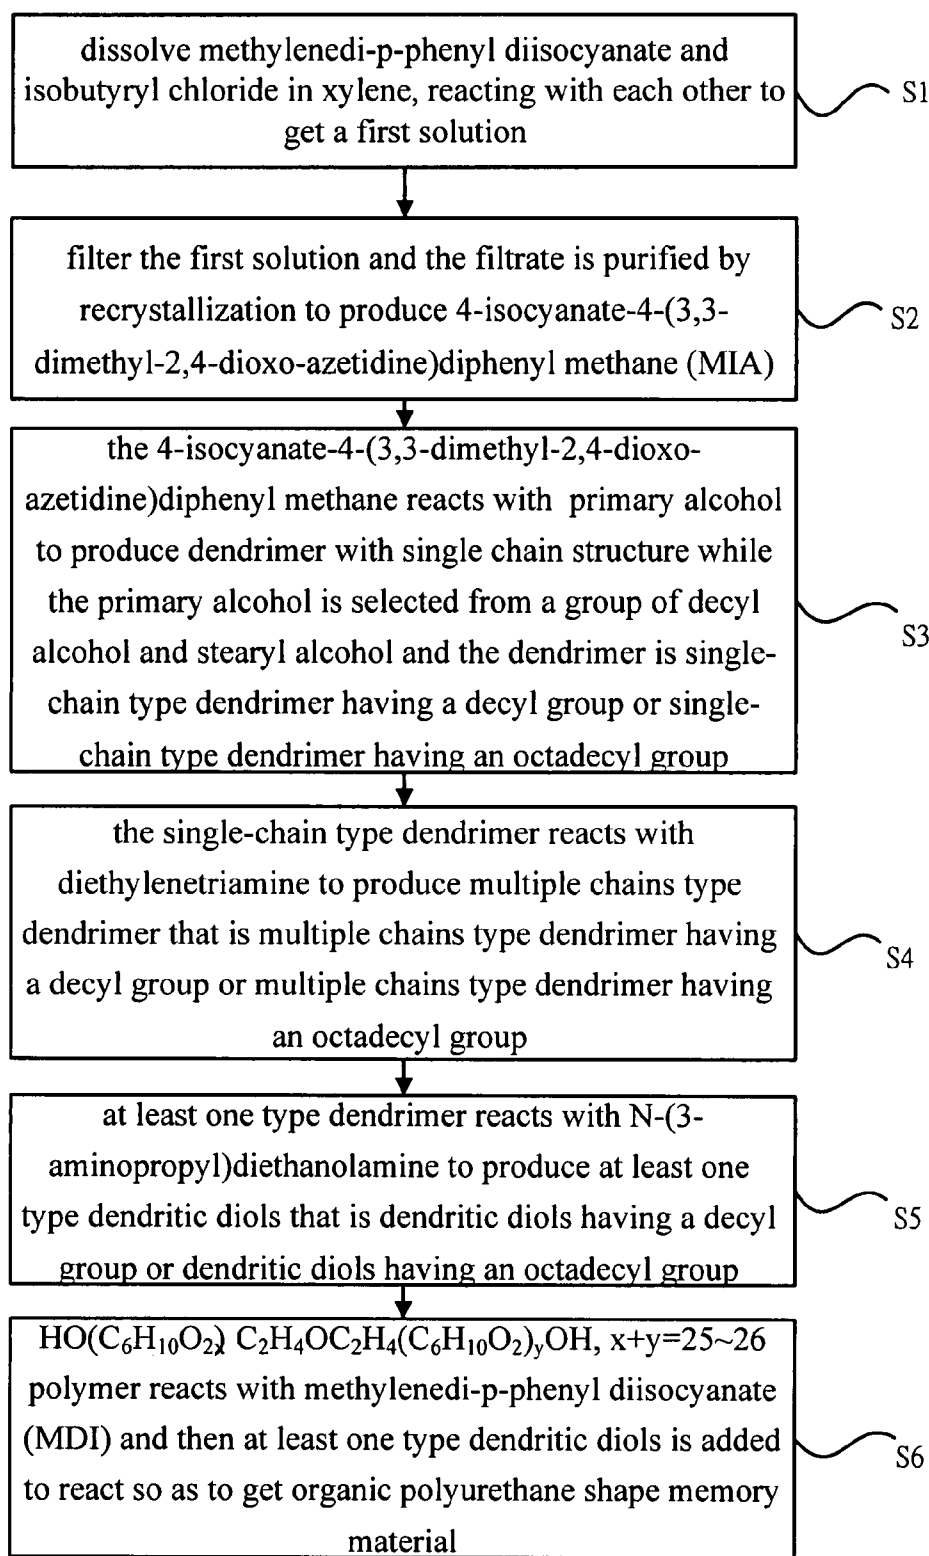 dissolve methylenedi-p-phenyl diisocyanate and
isobutyryl chloride in xylene, reacting with each other to
get a first solution
S1
filter the first solution and the filtrate is purified by
recrystallization to produce 4-isocyanate-4-(3,3-
dimethyl-2,4-dioxo-azetidine)diphenyl methane (MIA)
S2
the 4-isocyanate-4-(3,3-dimethyl-2,4-dioxo-
azetidine)diphenyl methane reacts with primary alcohol
to produce dendrimer with single chain structure while
the primary alcohol is selected from a group of decyl
alcohol and stearyl alcohol and the dendrimer is single-
chain type dendrimer having a decyl group or single-
chain type dendrimer having an octadecyl group
S3
the single-chain type dendrimer reacts with
diethylenetriamine to produce multiple chains type
dendrimer that is multiple chains type dendrimer having
a decyl group or multiple chains type dendrimer having
an octadecyl group
S4
at least one type dendrimer reacts with N-(3-
aminopropyl)diethanolamine to produce at least one
type dendritic diols that is dendritic diols having a decyl
group or dendritic diols having an octadecyl group
S5
HO(C₆H₁₀O₂)ₓ C₂H₄OC₂H₄(C₆H₁₀O₂)yOH, x+y=25~26
polymer reacts with methylenedi-p-phenyl diisocyanate
(MDI) and then at least one type dendritic diols is added
to react so as to get organic polyurethane shape memory
material
S6